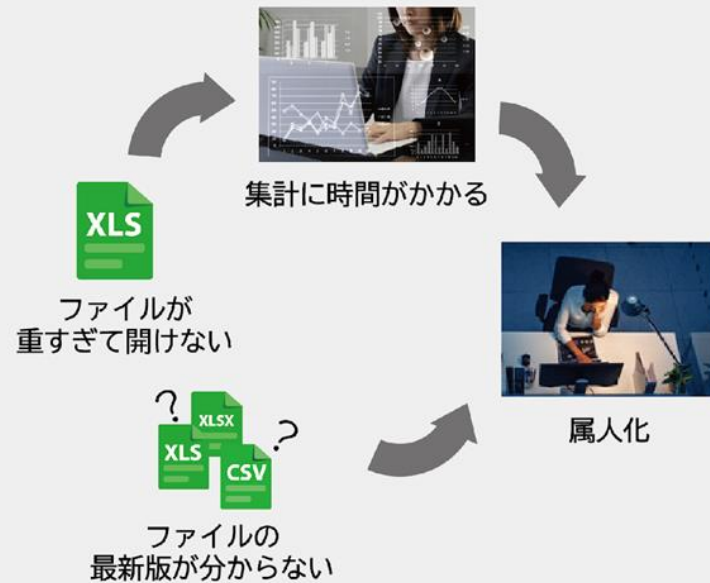 集計に時間がかかる
XLS
ファイルが
重すぎて開けない
属人化
?
?
XLSX
XLS
CSV
ファイルの
最新版が分からない